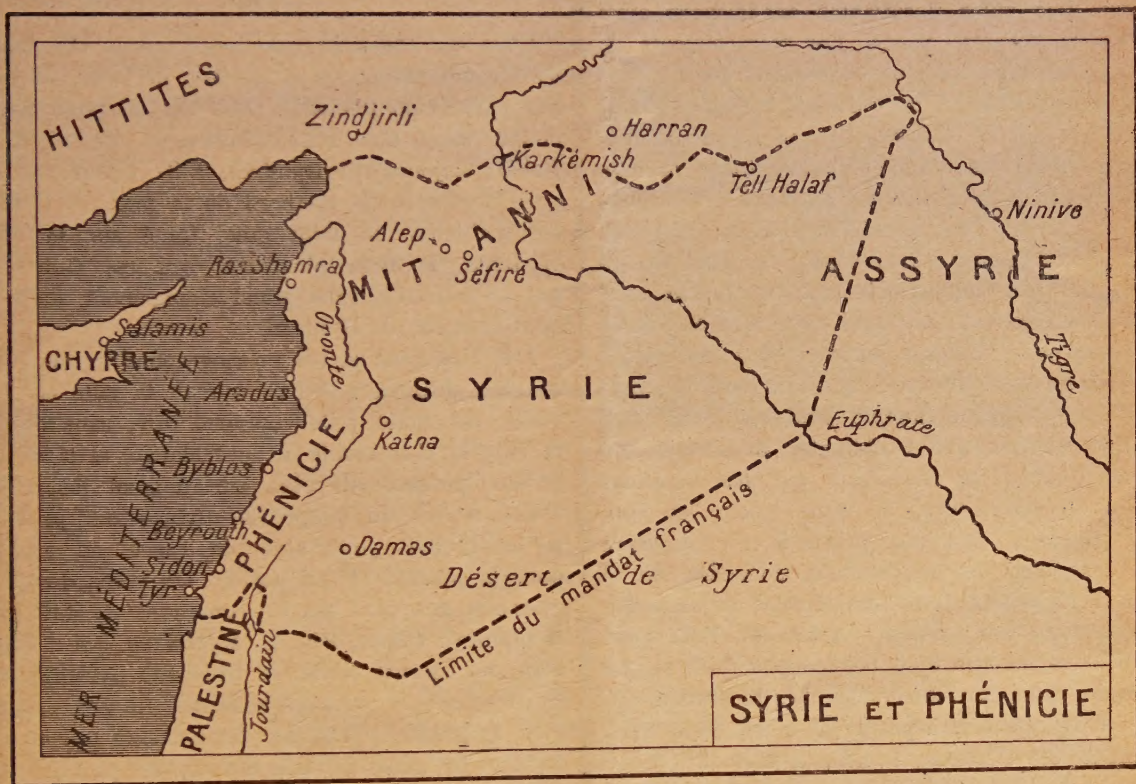 HITTITES
Zindjirli
Harran
Karkémish
Tell Halaf
Ninive
MITANNI
Alep
Séfiré
ASSYRIE
Ras Shamra
Oronte
Salamis
CHYPRE
Aradus
SYRIE
Tigre
Katna
Euphrate
Byblos
MER MÉDITERRANÉE
PHÉNICIE
Beyrouth
Damas
Sidon
Désert de Syrie
Tyr
Limite du mandat français
PALESTINE
Jourdain
SYRIE ET PHÉNICIE